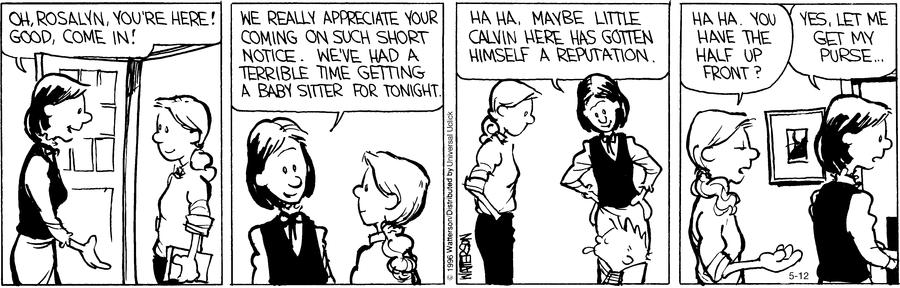 OH, ROSALYN, YOU'RE HERE!
GOOD, COME IN!
WE REALLY APPRECIATE YOUR
COMING ON SUCH SHORT
NOTICE. WE'VE HAD A
TERRIBLE TIME GETTING
A BABY SITTER FOR TONIGHT.
© 1996 Watterson/Distributed by Universal Uclick
HA HA, MAYBE LITTLE
CALVIN HERE HAS GOTTEN
HIMSELF A REPUTATION.
WATTERSON
HA HA. YOU
HAVE THE
HALF UP
FRONT?
YES, LET ME
GET MY
PURSE...
5-12